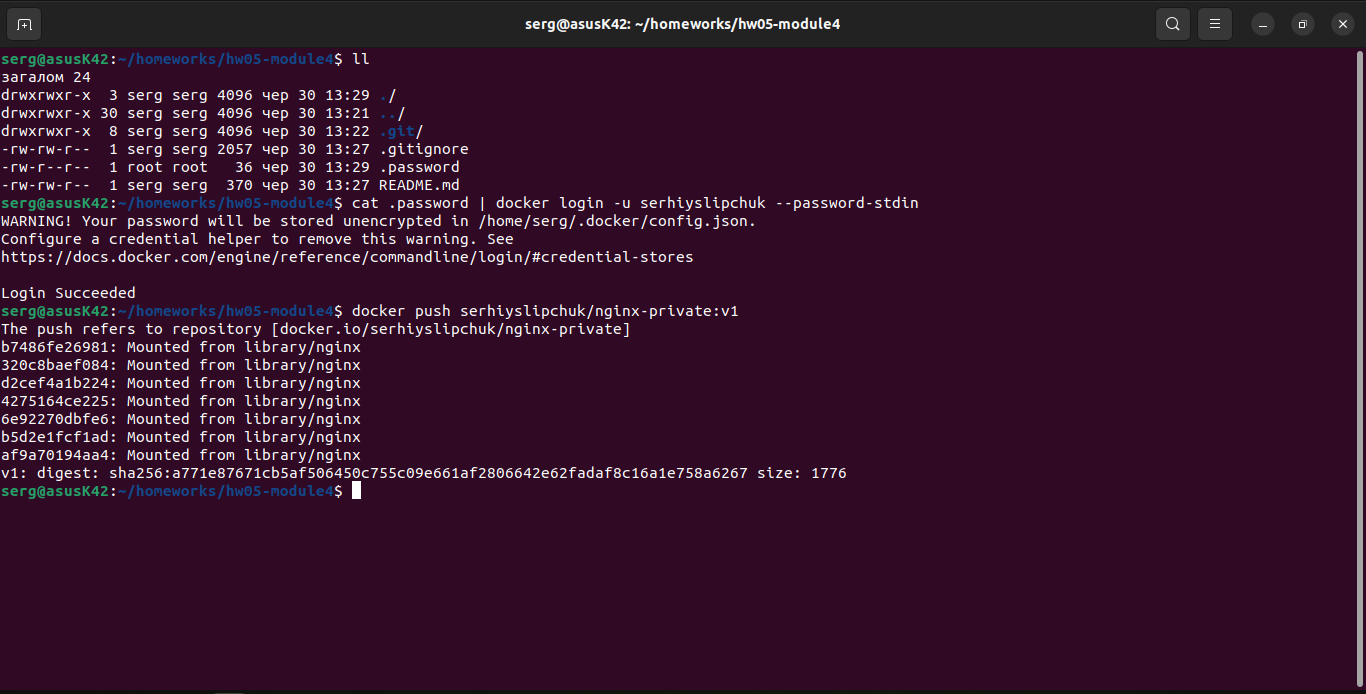 serg@asusK42: ~/homeworks/hw05-module4
serg@asusK42:~/homeworks/hw05-module4$ ll
загалом 24
drwxrwxr-x  3 serg serg 4096 чер 30 13:29 ./
drwxrwxr-x 30 serg serg 4096 чер 30 13:21 ../
drwxrwxr-x  8 serg serg 4096 чер 30 13:22 .git/
-rw-rw-r--  1 serg serg 2057 чер 30 13:27 .gitignore
-rw-r--r--  1 root root   36 чер 30 13:29 .password
-rw-rw-r--  1 serg serg  370 чер 30 13:27 README.md
serg@asusK42:~/homeworks/hw05-module4$ cat .password | docker login -u serhiyslipchuk --password-stdin
WARNING! Your password will be stored unencrypted in /home/serg/.docker/config.json.
Configure a credential helper to remove this warning. See
https://docs.docker.com/engine/reference/commandline/login/#credential-stores
Login Succeeded
serg@asusK42:~/homeworks/hw05-module4$ docker push serhiyslipchuk/nginx-private:v1
The push refers to repository [docker.io/serhiyslipchuk/nginx-private]
b7486fe26981: Mounted from library/nginx
320c8baef084: Mounted from library/nginx
d2cef4a1b224: Mounted from library/nginx
4275164ce225: Mounted from library/nginx
6e92270dbfe6: Mounted from library/nginx
b5d2e1fcf1ad: Mounted from library/nginx
af9a70194aa4: Mounted from library/nginx
v1: digest: sha256:a771e87671cb5af506450c755c09e661af2806642e62fadaf8c16a1e758a6267 size: 1776
serg@asusK42:~/homeworks/hw05-module4$